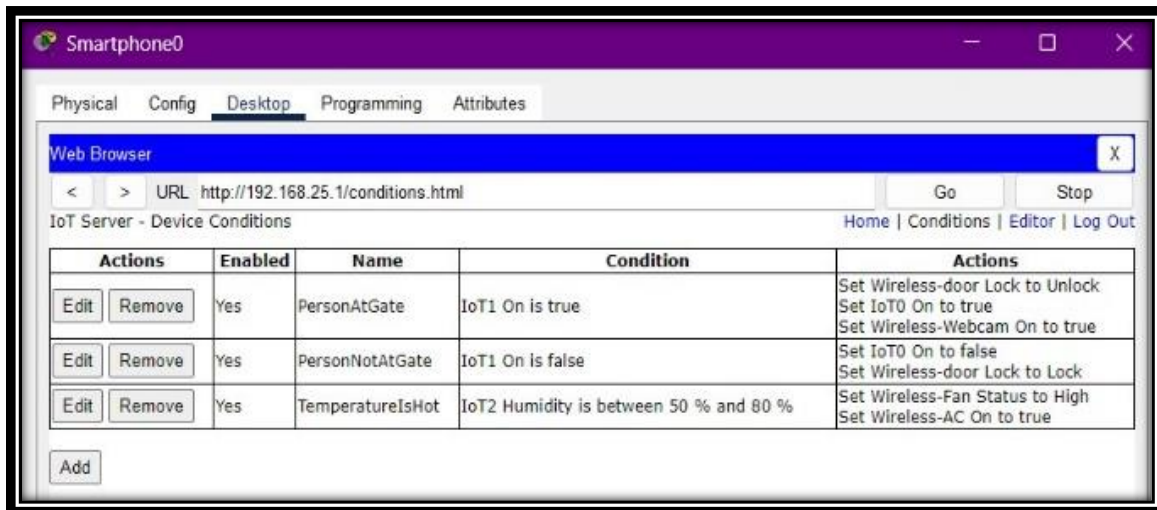 Smartphone0
Physical Config Desktop Programming Attributes
Web Browser X
< > URL http://192.168.25.1/conditions.html Go Stop
IoT Server - Device Conditions Home | Conditions | Editor | Log Out
Actions Enabled Name Condition Actions
Edit Remove Yes PersonAtGate IoT1 On is true Set Wireless-door Lock to Unlock
Set IoT0 On to true
Set Wireless-Webcam On to true
Edit Remove Yes PersonNotAtGate IoT1 On is false Set IoT0 On to false
Set Wireless-door Lock to Lock
Edit Remove Yes TemperatureIsHot IoT2 Humidity is between 50 % and 80 % Set Wireless-Fan Status to High
Set Wireless-AC On to true
Add